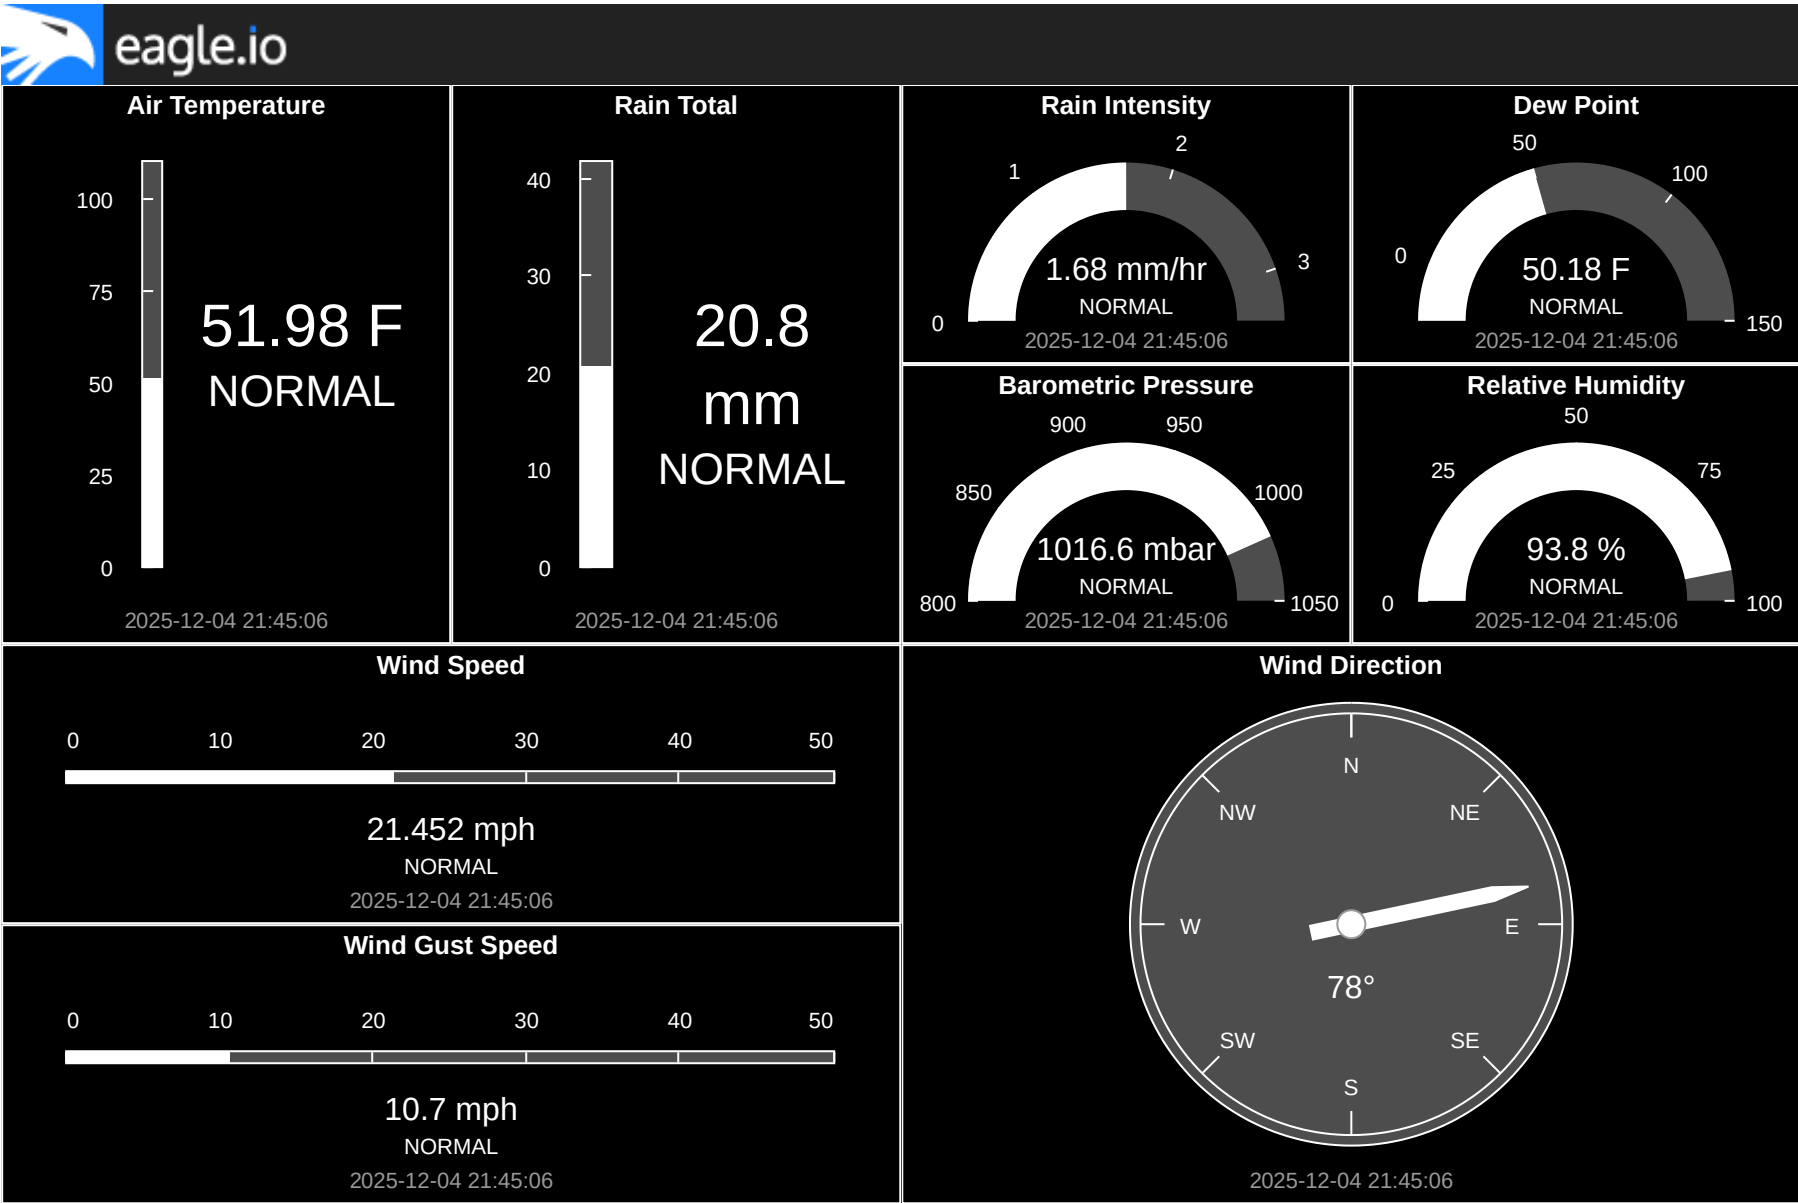 eagle.io
Air Temperature
100
75
50
25
0
51.98 F
NORMAL
2025-12-04 21:45:06
Rain Total
40
30
20
10
0
20.8
mm
NORMAL
2025-12-04 21:45:06
Rain Intensity
0
1
2
3
1.68 mm/hr
NORMAL
2025-12-04 21:45:06
Dew Point
0
50
100
150
50.18 F
NORMAL
2025-12-04 21:45:06
Barometric Pressure
800
850
900
950
1000
1050
1016.6 mbar
NORMAL
2025-12-04 21:45:06
Relative Humidity
0
25
50
75
100
93.8 %
NORMAL
2025-12-04 21:45:06
Wind Speed
0 10 20 30 40 50
21.452 mph
NORMAL
2025-12-04 21:45:06
Wind Gust Speed
0 10 20 30 40 50
10.7 mph
NORMAL
2025-12-04 21:45:06
Wind Direction
N
NW NE
W E
78°
SW SE
S
2025-12-04 21:45:06